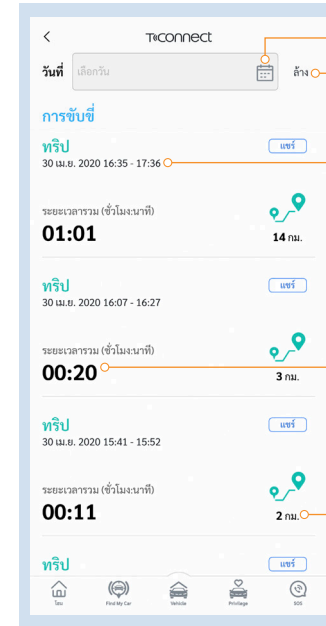 T-CONNECT
วันที่ เลือกวัน ล้าง
การขับขี่
ทริป แชร์
30 เม.ย. 2020 16:35 - 17:36
ระยะเวลารวม (ชั่วโมง:นาที)
01:01 14 กม.
ทริป แชร์
30 เม.ย. 2020 16:07 - 16:27
ระยะเวลารวม (ชั่วโมง:นาที)
00:20 3 กม.
ทริป แชร์
30 เม.ย. 2020 15:41 - 15:52
ระยะเวลารวม (ชั่วโมง:นาที)
00:11 2 กม.
ทริป แชร์
โฮม Find My Car Vehicle Privilege SOS